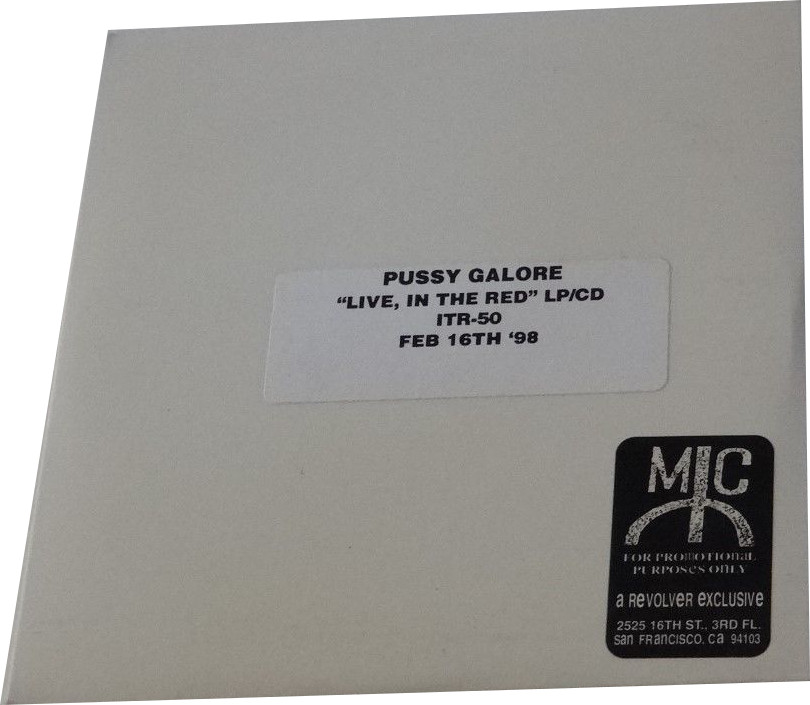 PUSSY GALORE
“LIVE, IN THE RED” LP/CD
ITR-50
FEB 16TH ‘98
MIC
FOR PROMOTIONAL
PURPOSES ONLY
a REVOLVER EXCLUSIVE
2525 16TH ST., 3RD FL.
San FRANCISCO, Ca 94103